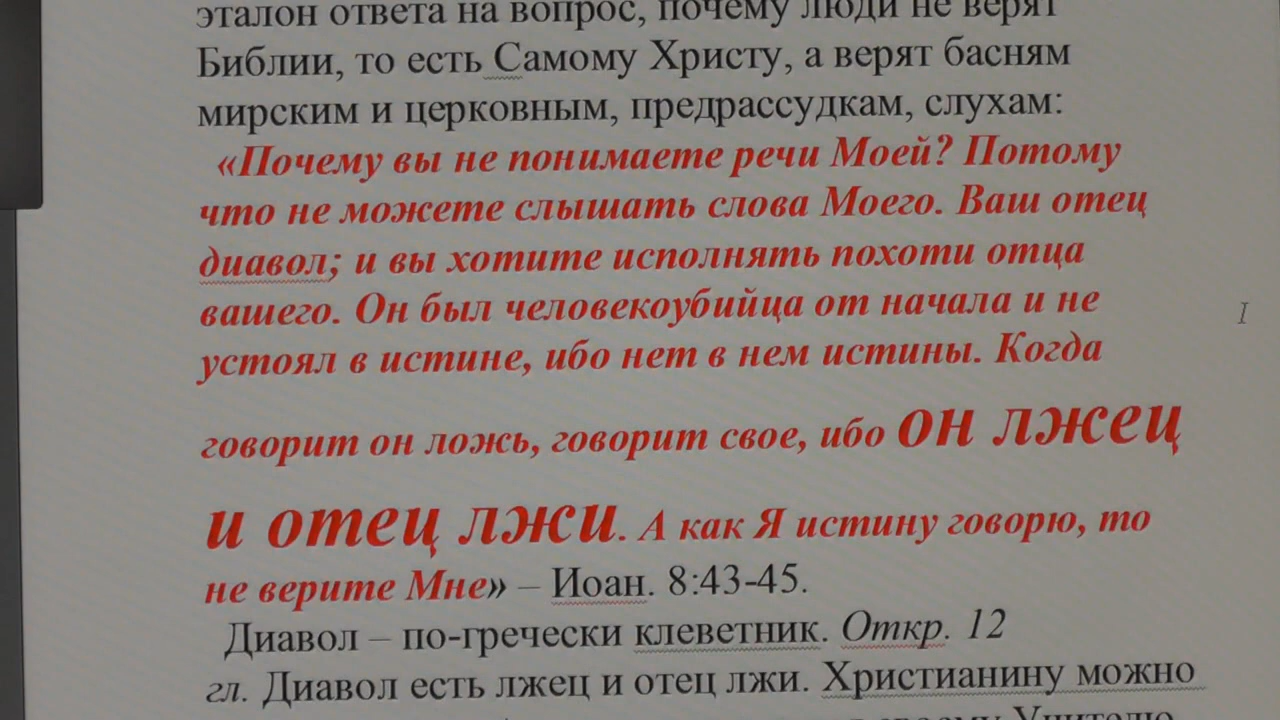 эталон ответа на вопрос, почему люди не верят
Библии, то есть Самому Христу, а верят басням
мирским и церковным, предрассудкам, слухам:
«Почему вы не понимаете речи Моей? Потому
что не можете слышать слова Моего. Ваш отец
диавол; и вы хотите исполнять похоти отца
вашего. Он был человекоубийца от начала и не
устоял в истине, ибо нет в нем истины. Когда
говорит он ложь, говорит свое, ибо он лжец
и отец лжи. А как Я истину говорю, то
не верите Мне» – Иоан. 8:43-45.
Диавол – по-гречески клеветник. Откр. 12
гл. Диавол есть лжец и отец лжи. Христианину можно
Учителю